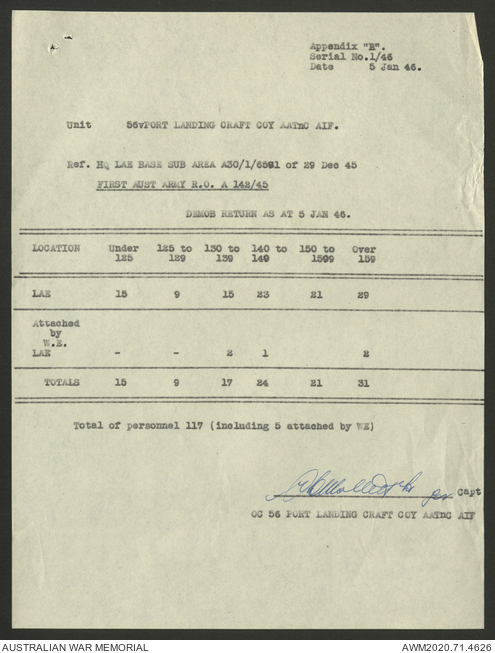 Appendix "E".
Serial No.1/46
Date 5 Jan 46.
Unit 56vPORT LANDING CRAFT COY AATnC AIF.
Ref. HQ LAE BASE SUB AREA A30/1/6591 of 29 Dec 45
FIRST AUST ARMY R.O. A 142/45
DEMOB RETURN AS AT 5 JAN 46.
LOCATION Under 125 to 130 to 140 to 150 to Over
125 129 139 149 1599 159
LAE 15 9 15 23 21 29
Attached
by
W.E.
LAE - - 2 1 2
TOTALS 15 9 17 24 21 31
Total of personnel 117 (including 5 attached by WE)
Capt
OC 56 PORT LANDING CRAFT COY AATnC AIF
AUSTRALIAN WAR MEMORIAL AWM2020.71.4626